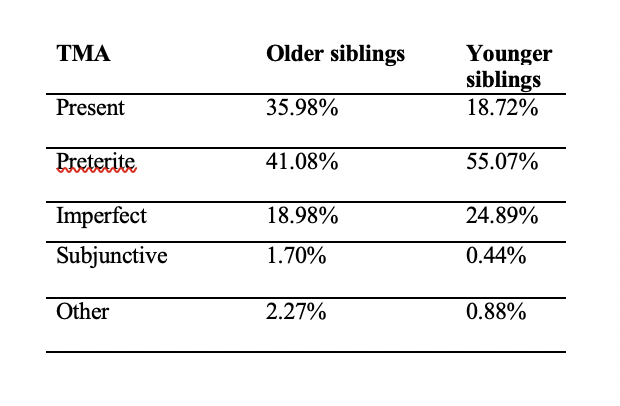 TMA Older siblings Younger
siblings
Present 35.98% 18.72%
Preterite 41.08% 55.07%
Imperfect 18.98% 24.89%
Subjunctive 1.70% 0.44%
Other 2.27% 0.88%